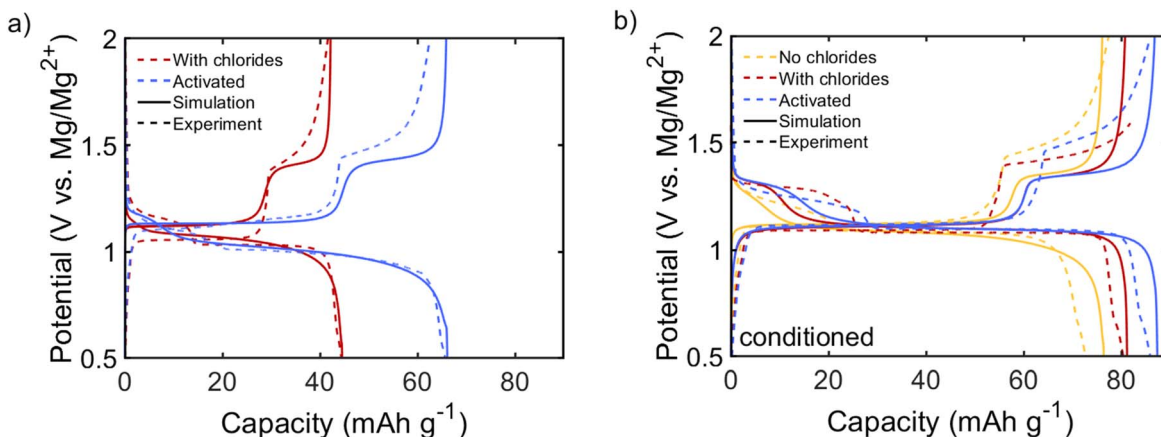 a)
2
1.5
1
0.5
Potential (V vs. Mg/Mg2+)
With chlorides
Activated
Simulation
Experiment
0 20 40 60 80
Capacity (mAh g-1)
b)
2
1.5
1
0.5
Potential (V vs. Mg/Mg2+)
No chlorides
With chlorides
Activated
Simulation
Experiment
conditioned
0 20 40 60 80
Capacity (mAh g-1)